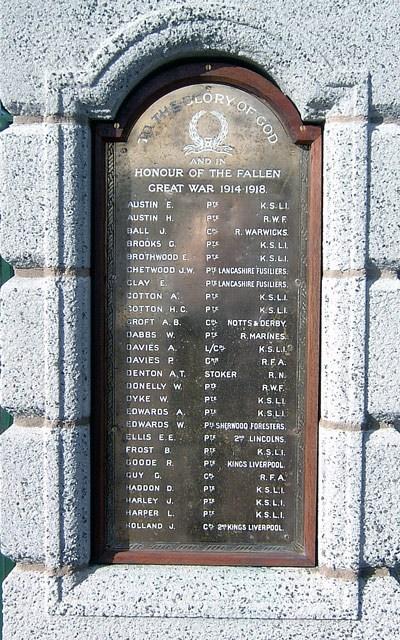 TO THE GLORY OF GOD
AND IN
HONOUR OF THE FALLEN
GREAT WAR 1914-1918.
AUSTIN E. PTE K.S.L.I.
AUSTIN H. PTE R.W.F.
BALL J. CPL R. WARWICKS.
BROOKS G. PTE K.S.L.I.
BROTHWOOD E. PTE K.S.L.I.
CHETWOOD J.W. PTE LANCASHIRE FUSILIERS.
CLAY E. PTE LANCASHIRE FUSILIERS.
COTTON A. PTE K.S.L.I.
COTTON H.C. PTE K.S.L.I.
CROFT A.B. CPL NOTTS & DERBY.
DABBS W. PTE R. MARINES.
DAVIES A. L/CPL K.S.L.I.
DAVIES P. GNR R.F.A.
DENTON A.T. STOKER R.N.
DONELLY W. PTE R.W.F.
DYKE W. PTE K.S.L.I.
EDWARDS A. PTE K.S.L.I.
EDWARDS W. PTE SHERWOOD FORESTERS.
ELLIS E.E. PTE 2ND LINCOLNS.
FROST B. PTE K.S.L.I.
GOODE R. PTE KINGS LIVERPOOL.
GUY G. CPL R.F.A.
HADDON D. PTE K.S.L.I.
HARLEY J. PTE K.S.L.I.
HARPER L. PTE K.S.L.I.
HOLLAND J. CPL 2ND KINGS LIVERPOOL.